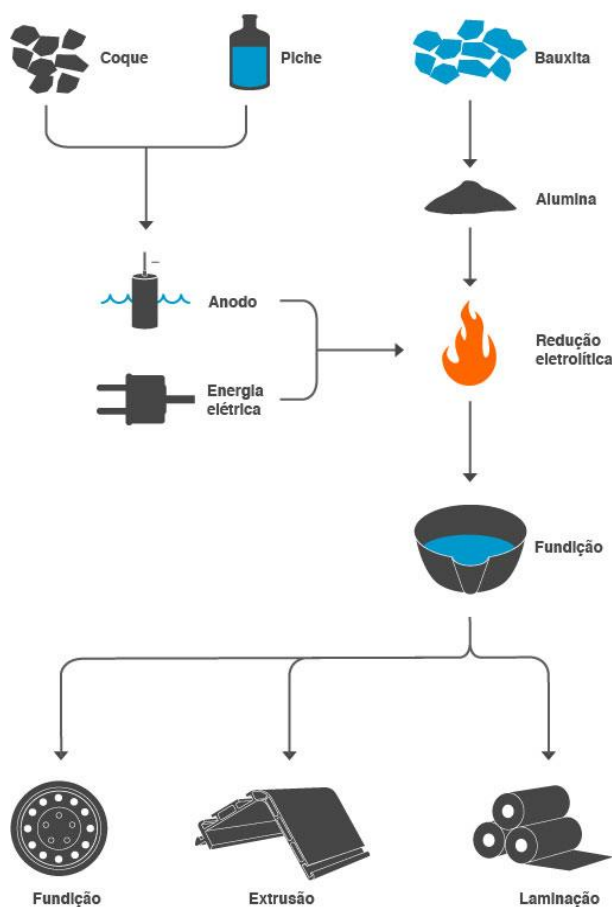 Coque
Piche
Bauxita
Alumina
Anodo
Redução
eletrolítica
Energia
elétrica
Fundição
Fundição
Extrusão
Laminação